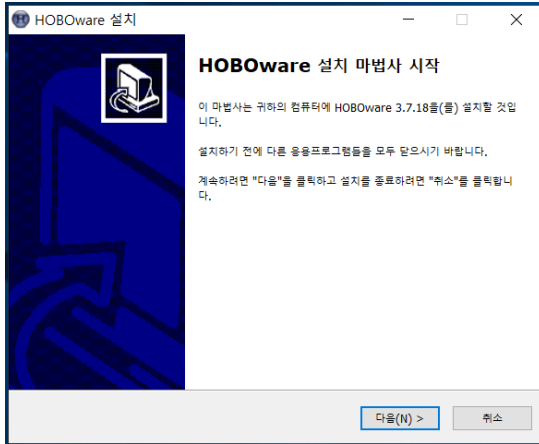 HOBOware 설치
HOBOware 설치 마법사 시작
이 마법사는 귀하의 컴퓨터에 HOBOware 3.7.18을(를) 설치할 것입
니다.
설치하기 전에 다른 응용프로그램들을 모두 닫으시기 바랍니다.
계속하려면 "다음"을 클릭하고 설치를 종료하려면 "취소"를 클릭합니
다.
다음(N) >
취소